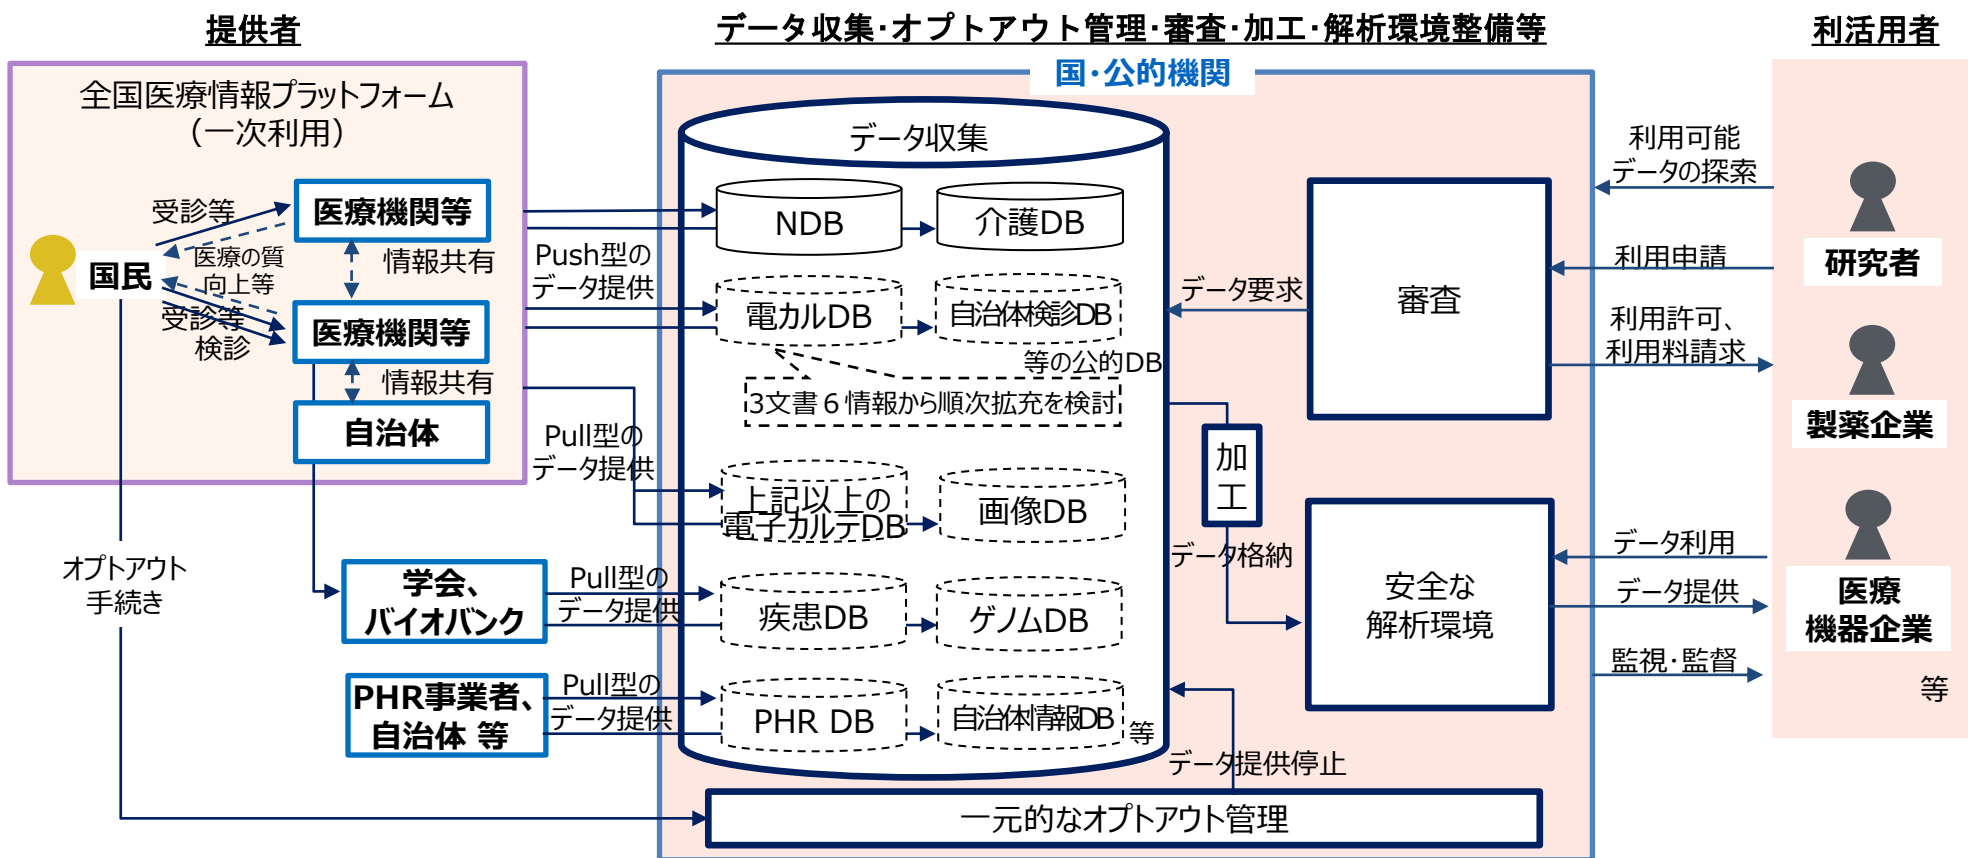 提供者
データ収集・オプトアウト管理・審査・加工・解析環境整備等
利活用者
全国医療情報プラットフォーム
（一次利用）
国民
受診等
医療の質
向上等
受診等
検診
医療機関等
情報共有
医療機関等
情報共有
自治体
オプトアウト
手続き
学会、
バイオバンク
PHR事業者、
自治体 等
Push型の
データ提供
Pull型の
データ提供
Pull型の
データ提供
Pull型の
データ提供
国・公的機関
データ収集
NDB
介護DB
電カルDB
自治体検診DB
等の公的DB
3文書６情報から順次拡充を検討
上記以上の
電子カルテDB
画像DB
疾患DB
ゲノムDB
PHR DB
自治体情報DB
等
データ要求
審査
加
工
データ格納
安全な
解析環境
データ提供停止
一元的なオプトアウト管理
利用可能
データの探索
利用申請
利用許可、
利用料請求
データ利用
データ提供
監視・監督
研究者
製薬企業
医療
機器企業
等